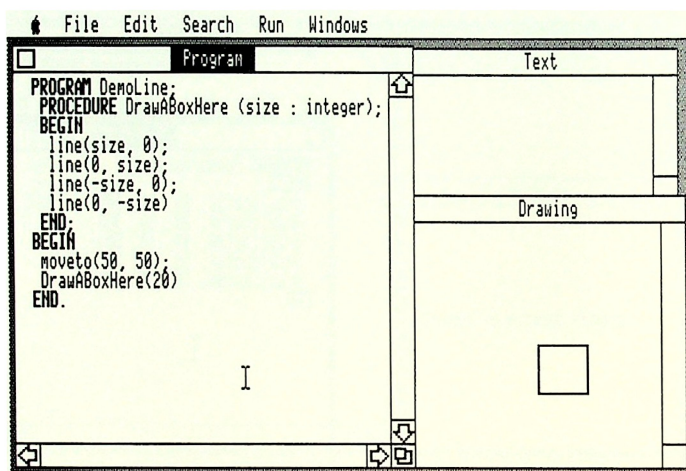 File Edit Search Run Windows
Program
PROGRAM DemoLine;
PROCEDURE DrawABoxHere (size : integer);
BEGIN
line(size, 0);
line(0, size);
line(-size, 0);
line(0, -size)
END;
BEGIN
moveto(50, 50);
DrawABoxHere(20)
END.
Text
Drawing